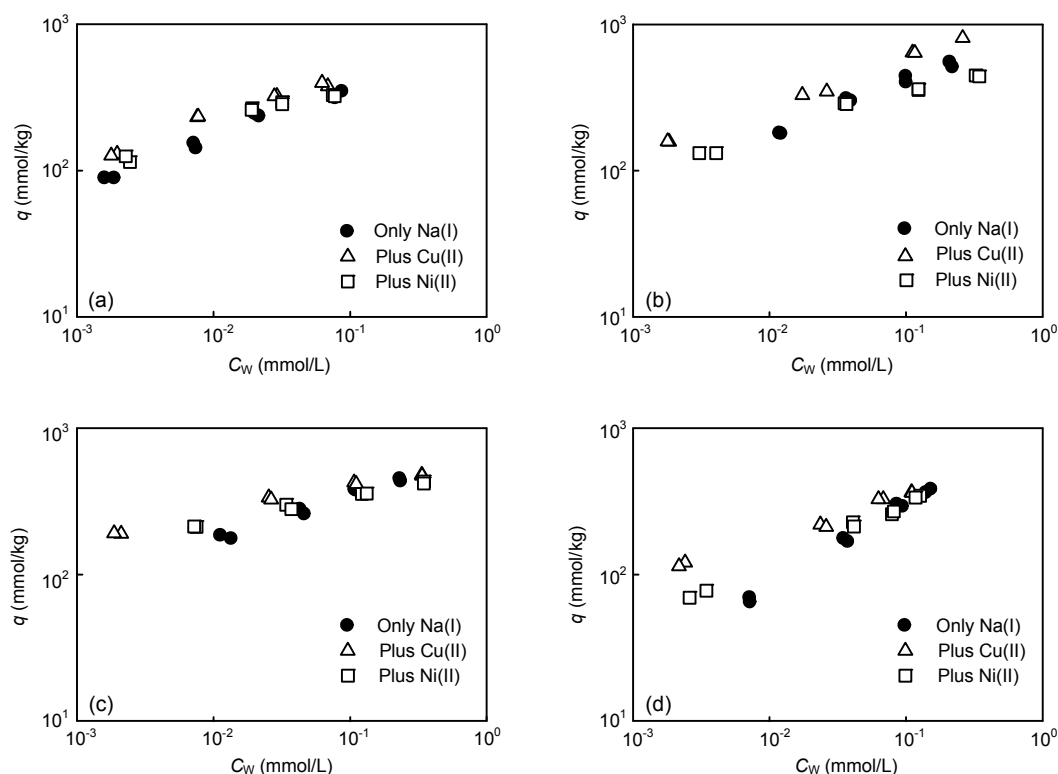 10³
10²
10¹
q (mmol/kg)
Only Na(I)
Plus Cu(II)
Plus Ni(II)
(a)
10⁻³ 10⁻² 10⁻¹ 10⁰
C_W (mmol/L)
10³
10²
10¹
q (mmol/kg)
Only Na(I)
Plus Cu(II)
Plus Ni(II)
(b)
10⁻³ 10⁻² 10⁻¹ 10⁰
C_W (mmol/L)
10³
10²
10¹
q (mmol/kg)
Only Na(I)
Plus Cu(II)
Plus Ni(II)
(c)
10⁻³ 10⁻² 10⁻¹ 10⁰
C_W (mmol/L)
10³
10²
10¹
q (mmol/kg)
Only Na(I)
Plus Cu(II)
Plus Ni(II)
(d)
10⁻³ 10⁻² 10⁻¹ 10⁰
C_W (mmol/L)